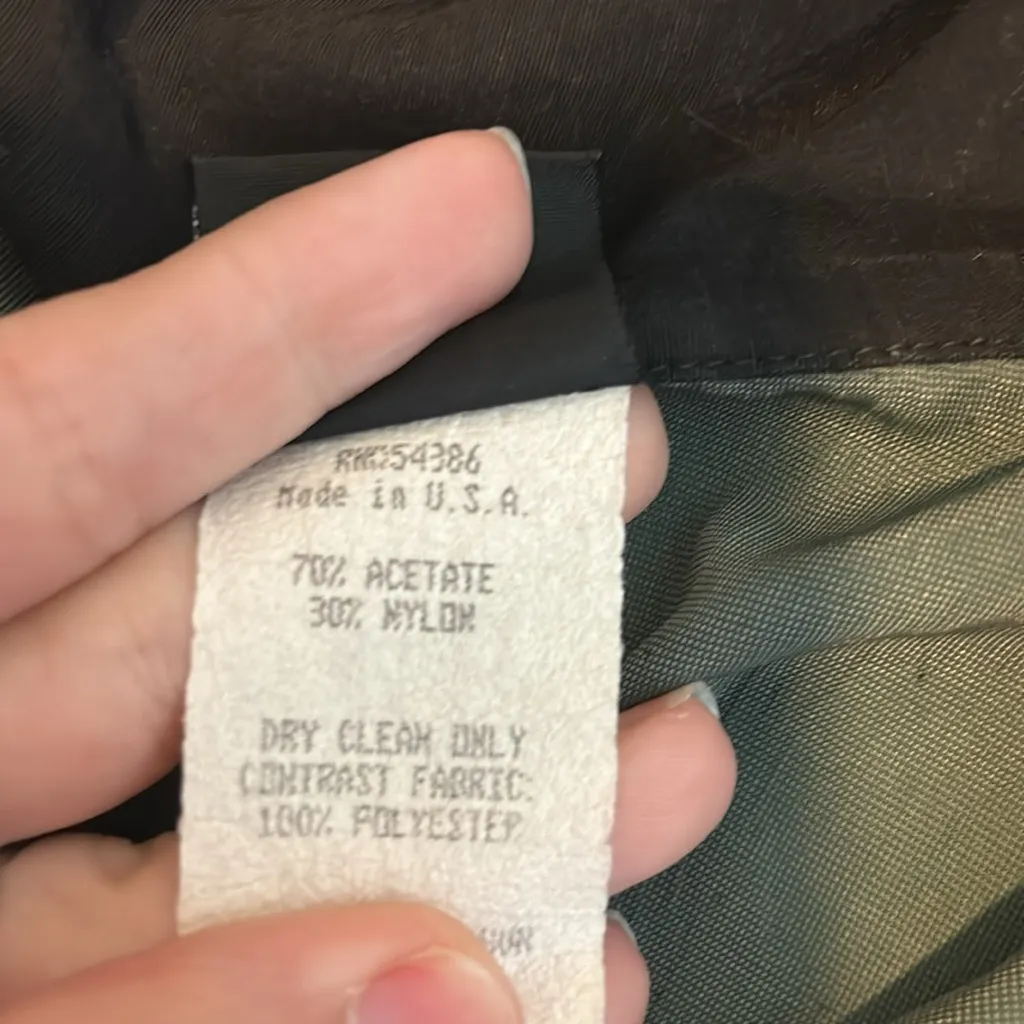 RN#54386
Made in U.S.A.
70% ACETATE
30% NYLON
DRY CLEAN ONLY
CONTRAST FABRIC:
100% POLYESTER